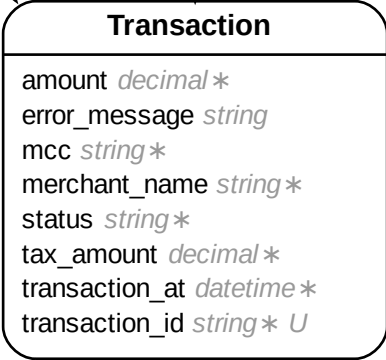 Transaction
amount decimal∗
error_message string
mcc string∗
merchant_name string∗
status string∗
tax_amount decimal∗
transaction_at datetime∗
transaction_id string∗ U